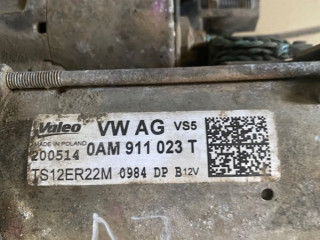 Valeo VW AG VS5
MADE IN POLAND
200514 0AM 911 023 T
TS12ER22M 0984 DP B12V